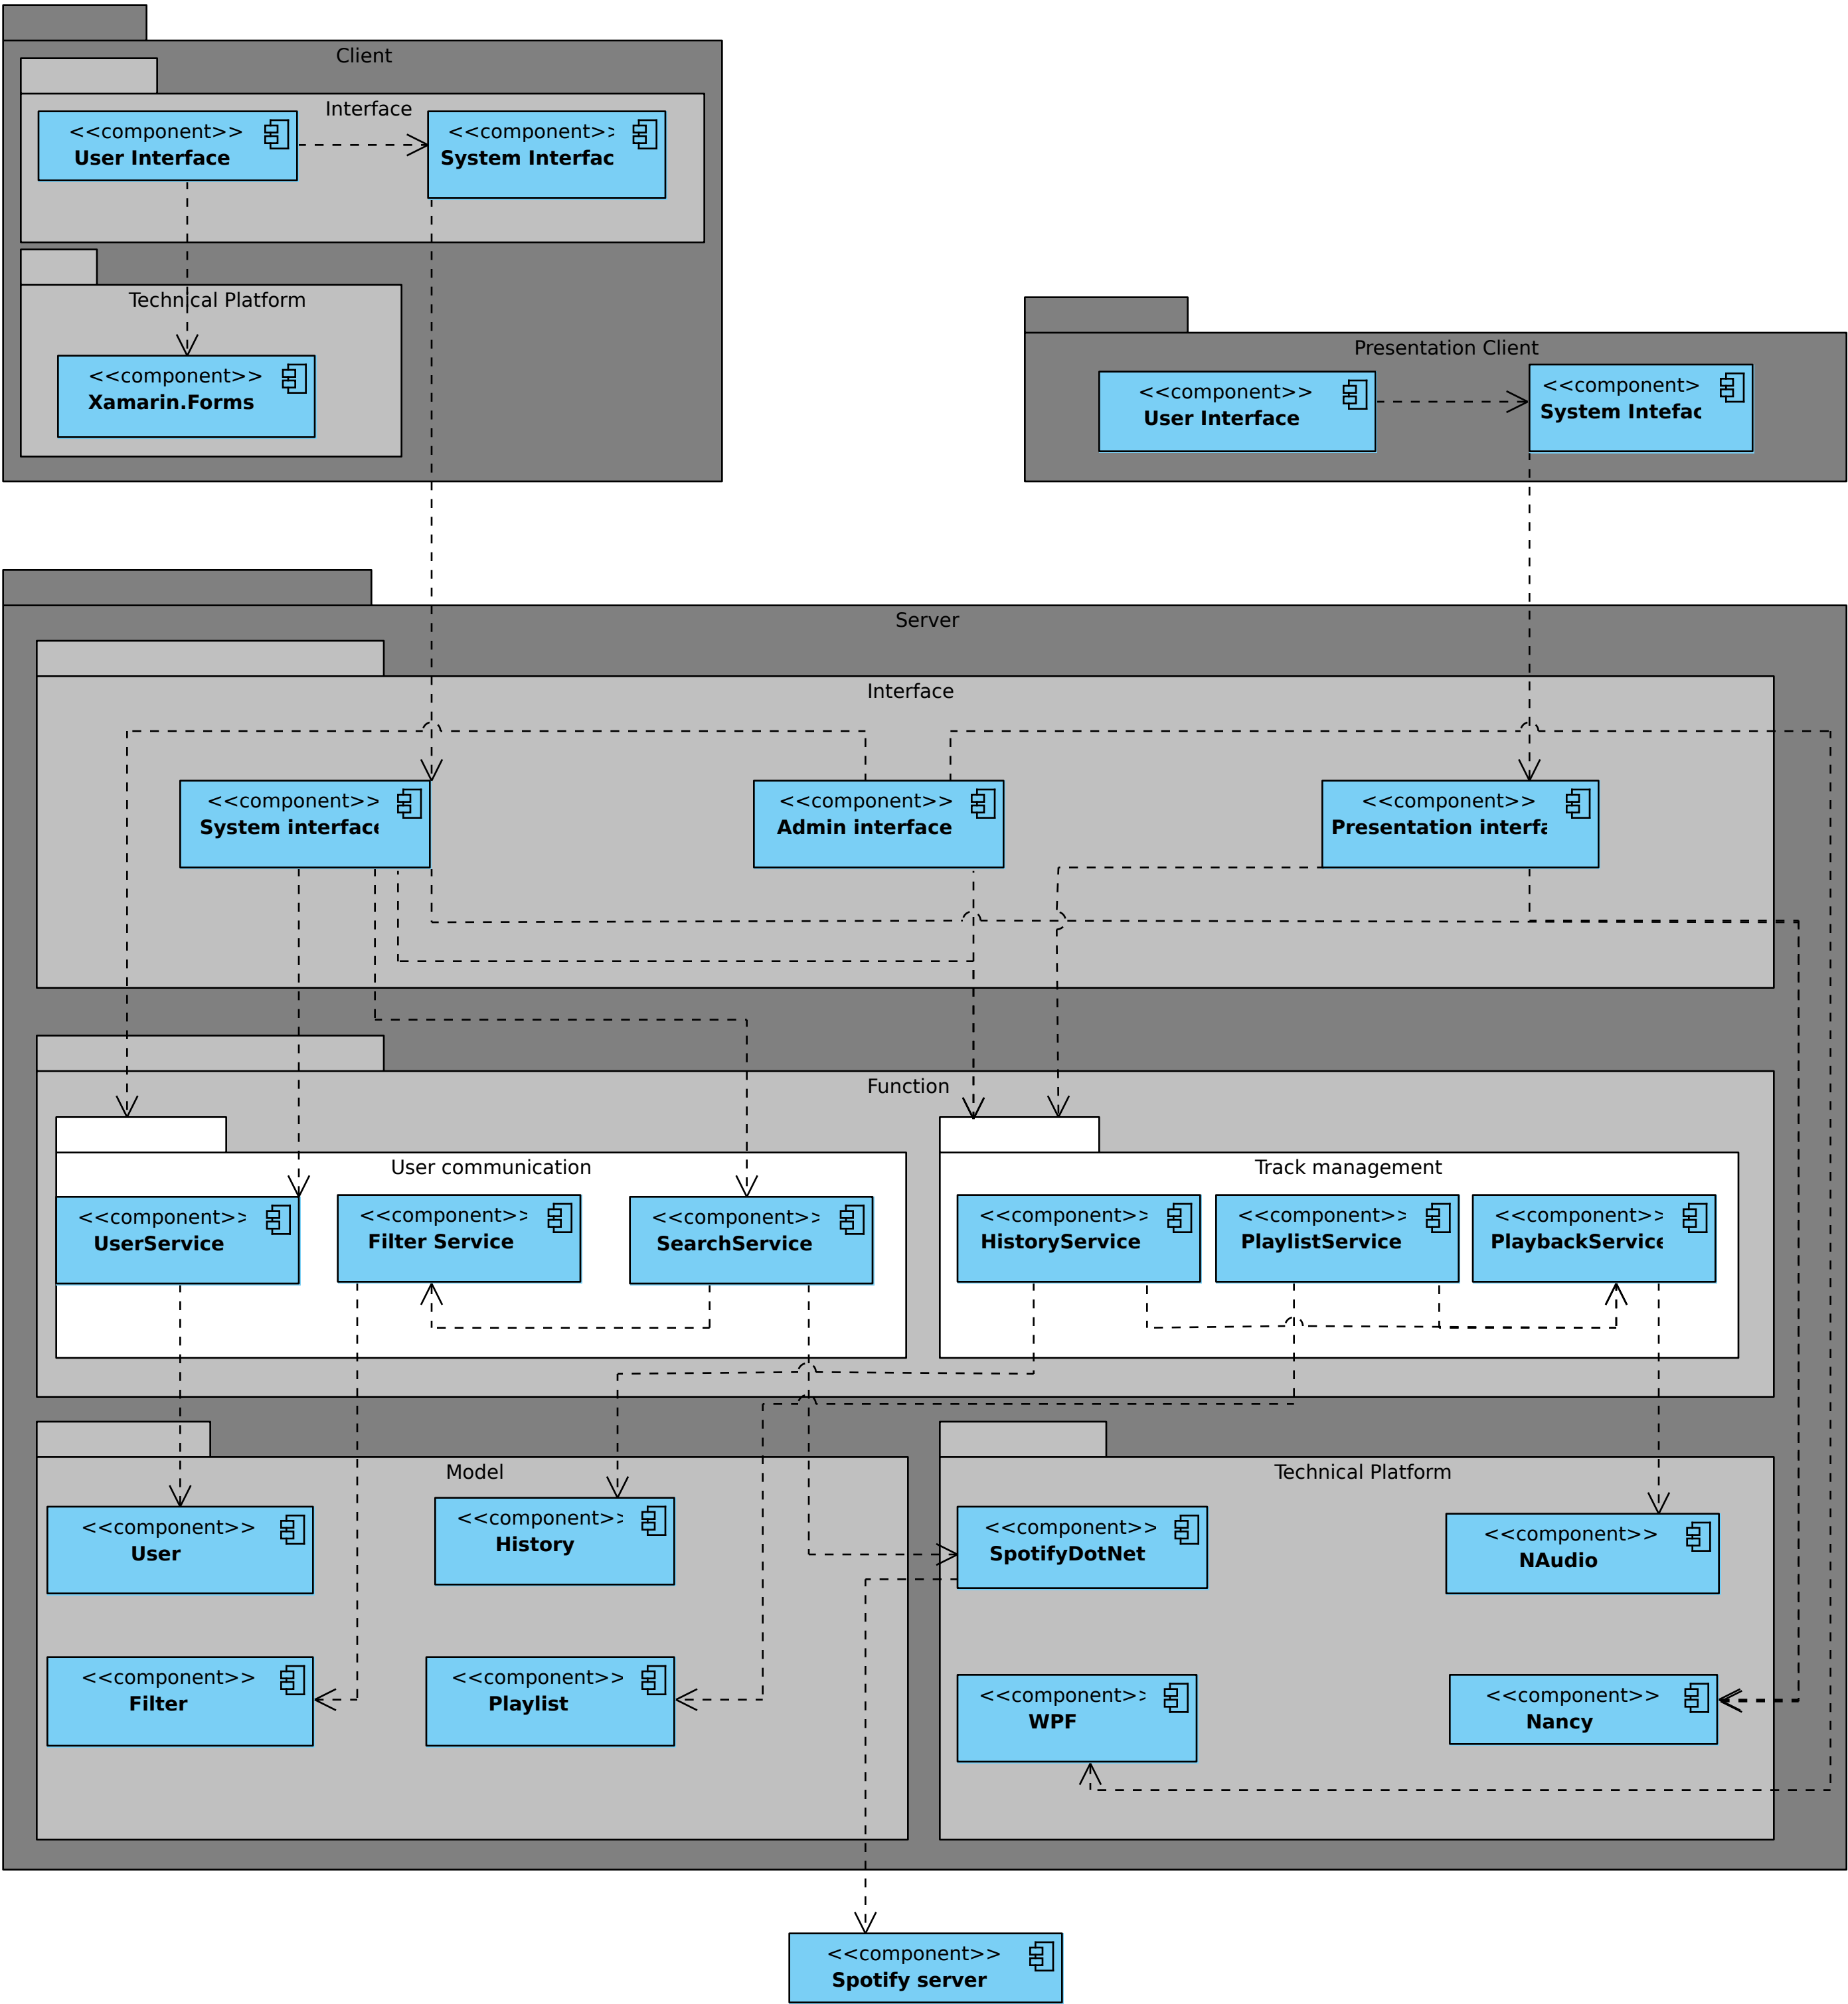 Client
Interface
<<component>>
User Interface
<<component>
System Interfac
Technical Platform
<<component>>
Xamarin.Forms
Presentation Client
<<component>>
User Interface
<<component>
System Intefac
Server
Interface
<<component>>
System interface
<<component>>
Admin interface
<<component>>
Presentation interfa
Function
User communication
<<component>>
UserService
<<component>>
Filter Service
<<component>>
SearchService
Track management
<<component>>
HistoryService
<<component>>
PlaylistService
<<component>>
PlaybackService
Model
<<component>>
User
<<component>>
History
<<component>>
Filter
<<component>>
Playlist
Technical Platform
<<component>>
SpotifyDotNet
<<component>>
NAudio
<<component>>
WPF
<<component>>
Nancy
<<component>>
Spotify server